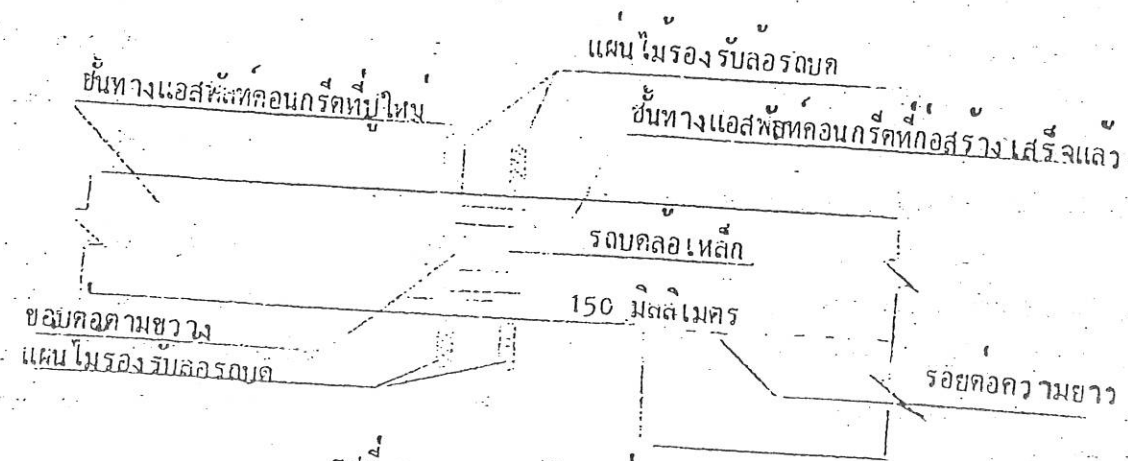 แผ่นไม้รองรับล้อรถบด
ชั้นทางแอสฟัลท์คอนกรีตที่ปูใหม่
ชั้นทางแอสฟัลท์คอนกรีตที่ก่อสร้างเสร็จแล้ว
รถบดล้อเหล็ก
150 มิลลิเมตร
ขอบต่อตามขวาง
แผ่นไม้รองรับล้อรถบด
รอยต่อความยาว